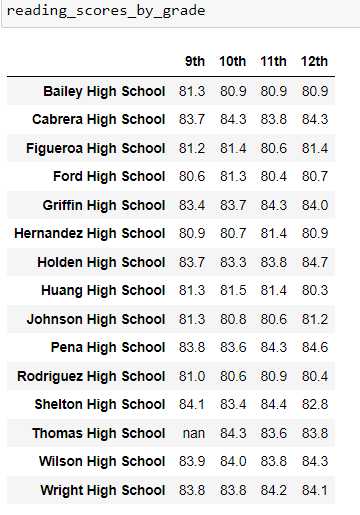 reading_scores_by_grade
9th 10th 11th 12th
Bailey High School 81.3 80.9 80.9 80.9
Cabrera High School 83.7 84.3 83.8 84.3
Figueroa High School 81.2 81.4 80.6 81.4
Ford High School 80.6 81.3 80.4 80.7
Griffin High School 83.4 83.7 84.3 84.0
Hernandez High School 80.9 80.7 81.4 80.9
Holden High School 83.7 83.3 83.8 84.7
Huang High School 81.3 81.5 81.4 80.3
Johnson High School 81.3 80.8 80.6 81.2
Pena High School 83.8 83.6 84.3 84.6
Rodriguez High School 81.0 80.6 80.9 80.4
Shelton High School 84.1 83.4 84.4 82.8
Thomas High School nan 84.3 83.6 83.8
Wilson High School 83.9 84.0 83.8 84.3
Wright High School 83.8 83.8 84.2 84.1